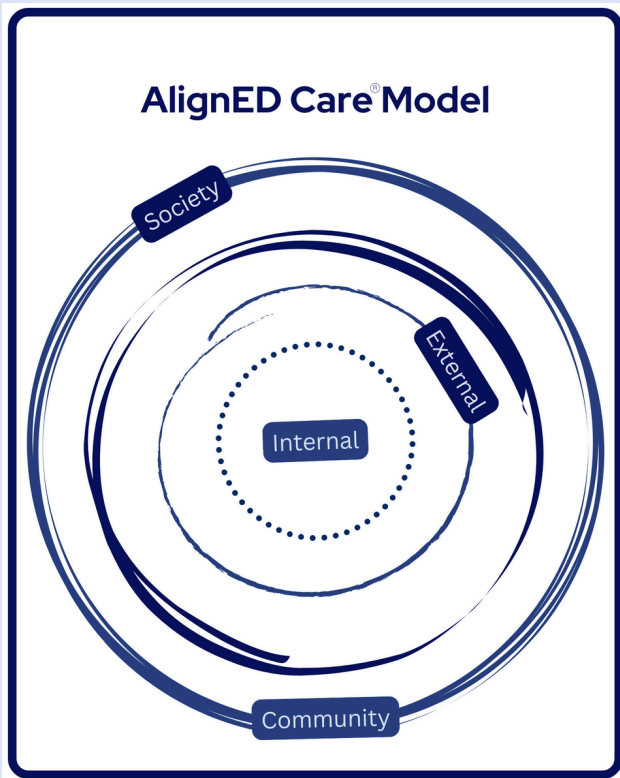 AlignED Care® Model
Society
External
Internal
Community